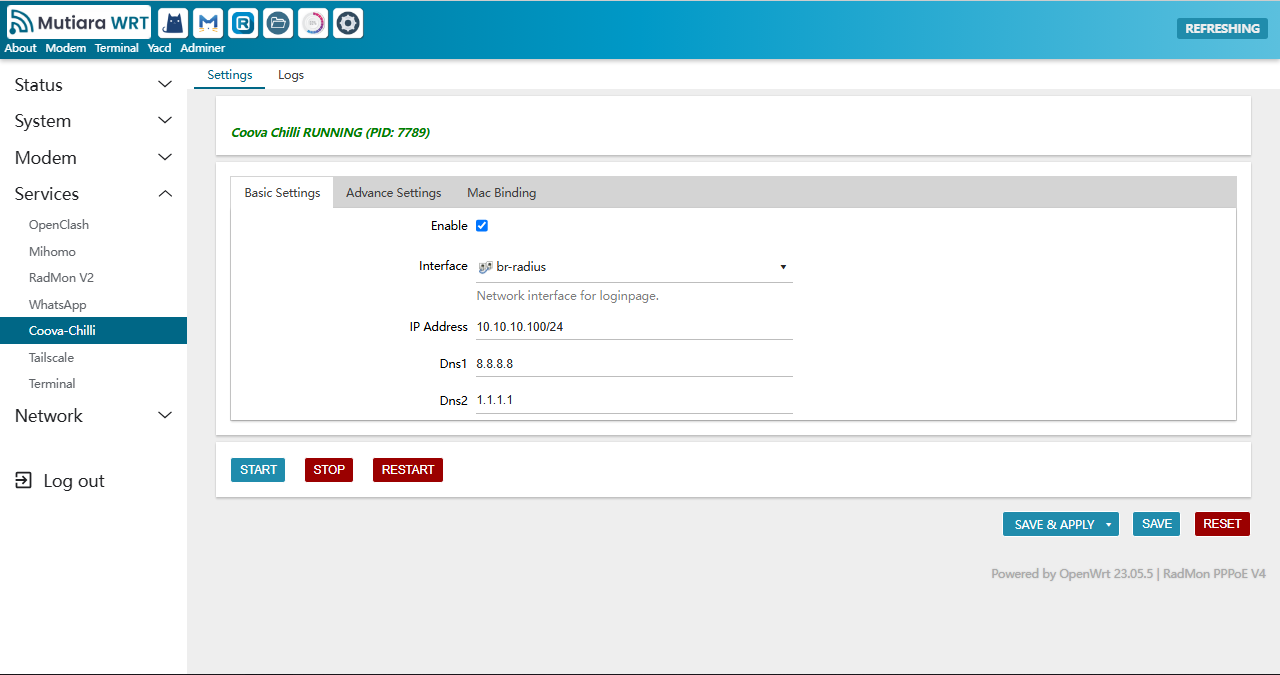 Mutiara WRT
REFRESHING
About Modem Terminal Yacd Adminer
Status
System
Modem
Services
OpenClash
Mihomo
RadMon V2
WhatsApp
Coova-Chilli
Tailscale
Terminal
Network
Log out
Settings Logs
Coova Chilli RUNNING (PID: 7789)
Basic Settings Advance Settings Mac Binding
Enable
Interface br-radius
Network interface for loginpage.
IP Address 10.10.10.100/24
Dns1 8.8.8.8
Dns2 1.1.1.1
START STOP RESTART
SAVE & APPLY SAVE RESET
Powered by OpenWrt 23.05.5 | RadMon PPPoE V4